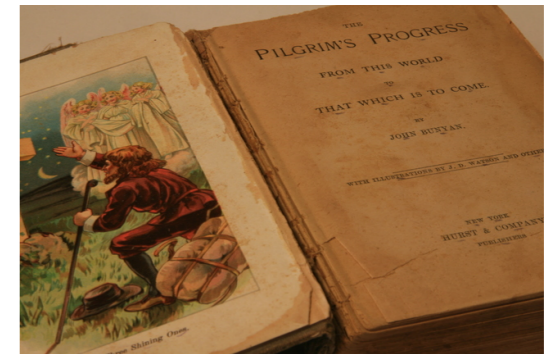 Shining Ones.
THE
PILGRIM'S PROGRESS
FROM THIS WORLD
TO
THAT WHICH IS TO COME.
BY
JOHN BUNYAN.
WITH ILLUSTRATIONS BY J. D. WATSON AND OTHER
NEW YORK
HURST & COMPANY
PUBLISHERS